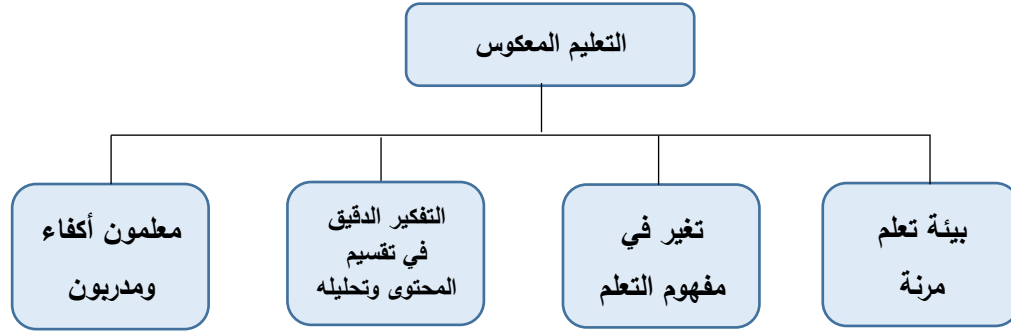 التعليم المعكوس
بيئة تعلم
مرنة
تغير في
مفهوم التعلم
التفكير الدقيق
في تقسيم
المحتوى وتحليله
معلمون أكفاء
ومدربون